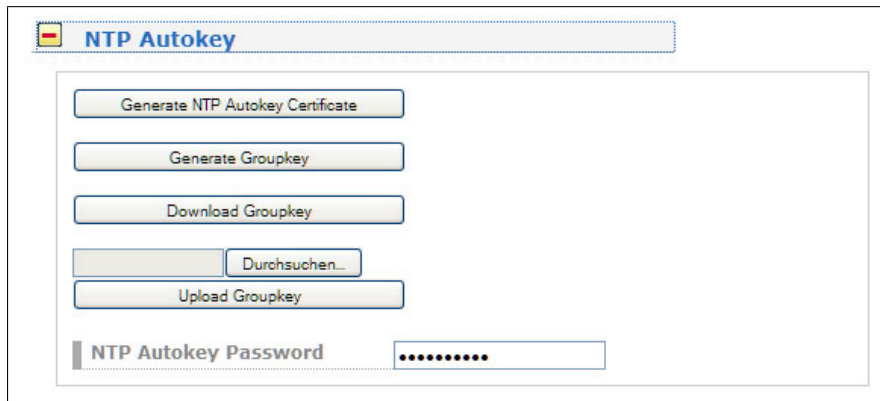 NTP Autokey
Generate NTP Autokey Certificate
Generate Groupkey
Download Groupkey
Durchsuchen...
Upload Groupkey
NTP Autokey Password ••••••••••